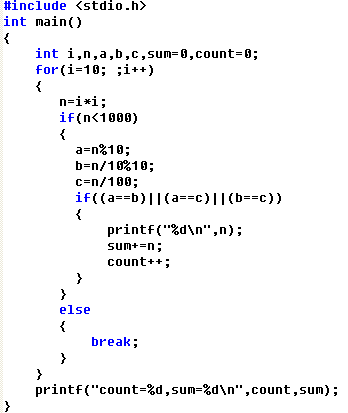 #include <stdio.h>
int main()
{
    int i,n,a,b,c,sum=0,count=0;
    for(i=10; ;i++)
    {
       n=i*i;
       if(n<1000)
       {
         a=n%10;
         b=n/10%10;
         c=n/100;
         if((a==b)||(a==c)||(b==c))
         {
             printf("%d\n",n);
             sum+=n;
             count++;
         }
       }
       else
       {
           break;
       }
    }
    printf("count=%d,sum=%d\n",count,sum);
}